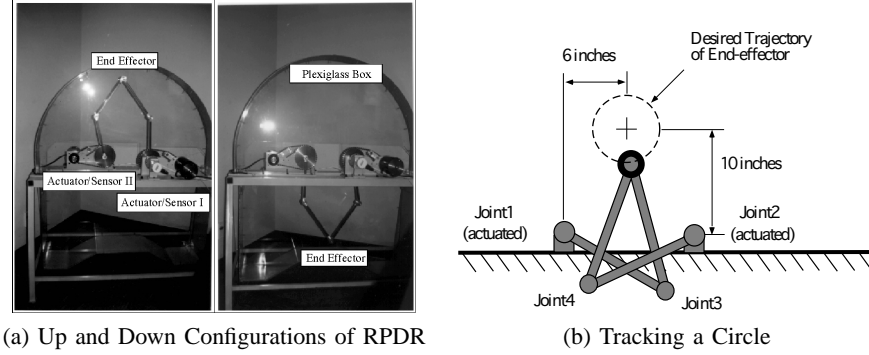 End Effector
Plexiglass Box
Actuator/Sensor II
Actuator/Sensor I
End Effector
(a) Up and Down Configurations of RPDR
Desired Trajectory
of End-effector
6 inches
10 inches
Joint1
(actuated)
Joint2
(actuated)
Joint4
Joint3
(b) Tracking a Circle